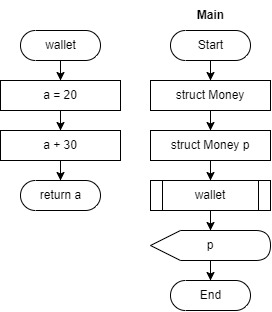 Main
wallet
a = 20
a + 30
return a
Start
struct Money
struct Money p
wallet
p
End